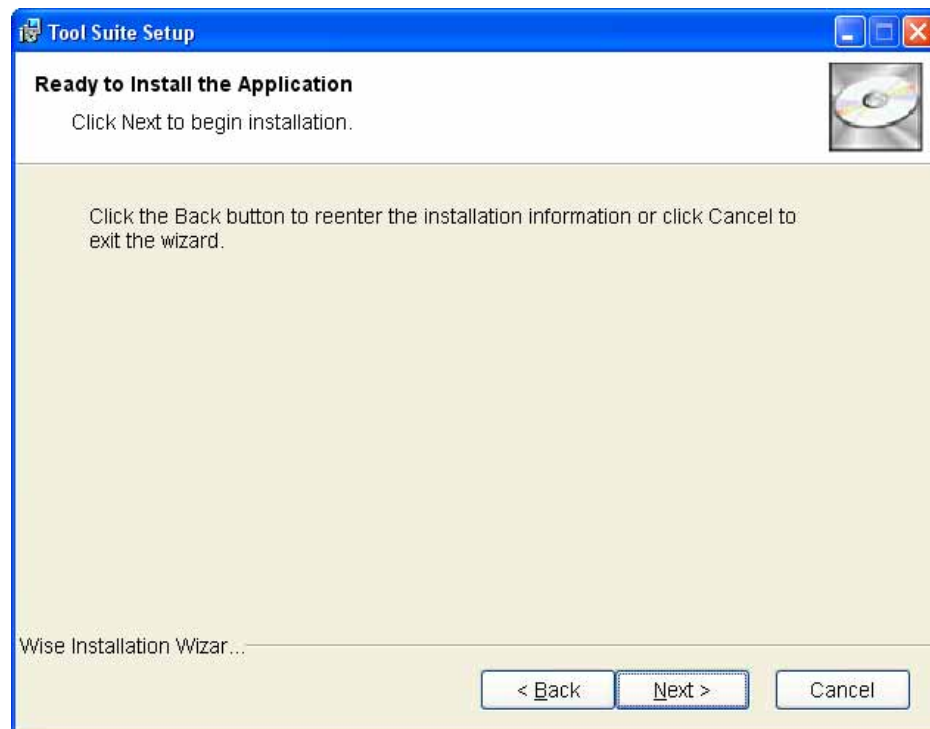 Tool Suite Setup
Ready to Install the Application
Click Next to begin installation.
Click the Back button to reenter the installation information or click Cancel to
exit the wizard.
Wise Installation Wizar...
< Back
Next >
Cancel